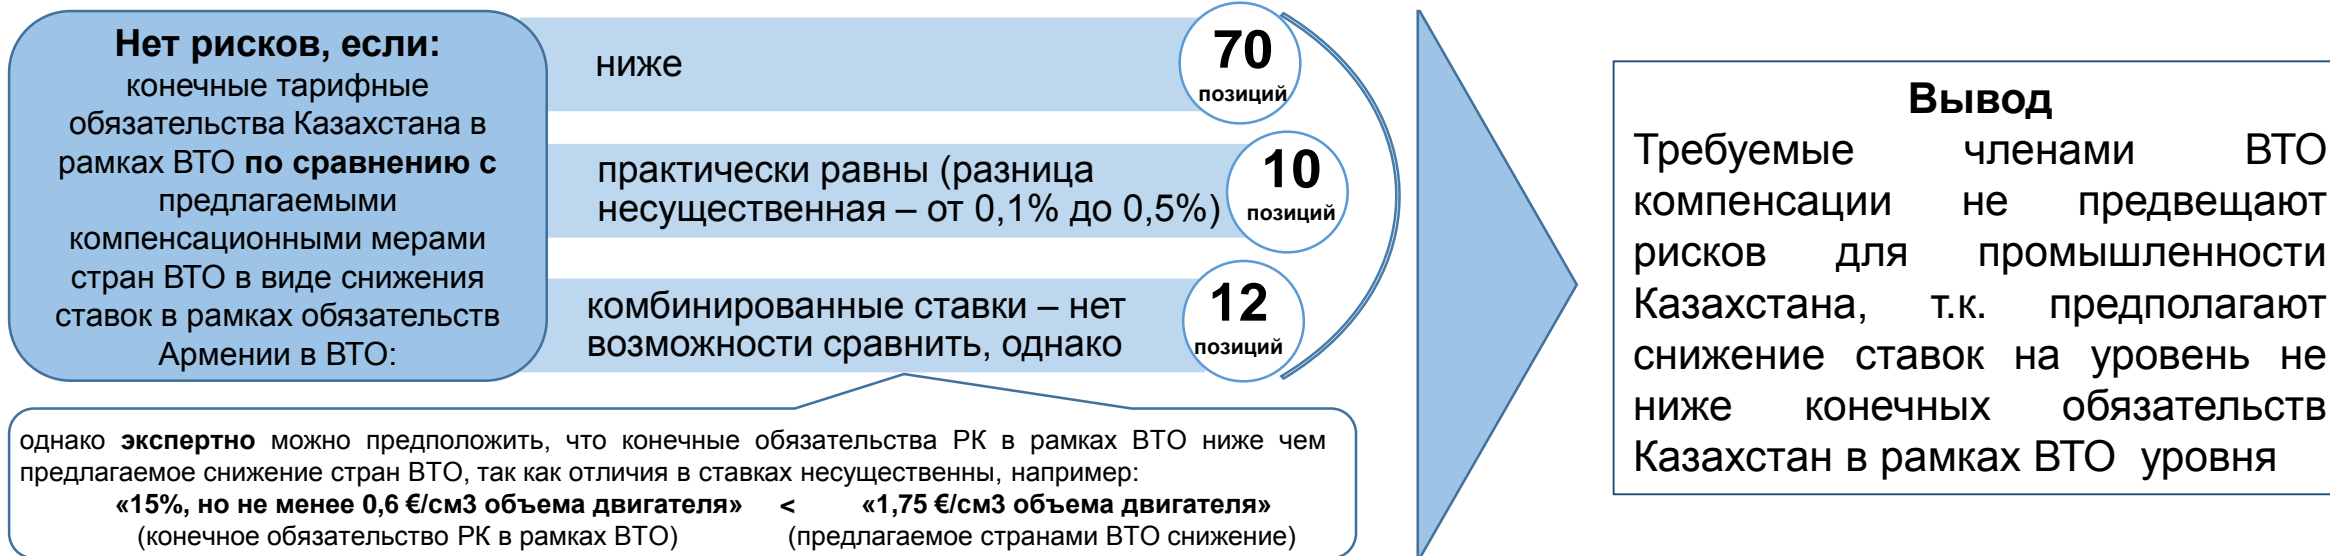 Нет рисков, если:
конечные тарифные
обязательства Казахстана в
рамках ВТО по сравнению с
предлагаемыми
компенсационными мерами
стран ВТО в виде снижения
ставок в рамках обязательств
Армении в ВТО:
ниже
70
позиций
практически равны (разница
несущественная – от 0,1% до 0,5%)
10
позиций
комбинированные ставки – нет
возможности сравнить, однако
12
позиций
однако экспертно можно предположить, что конечные обязательства РК в рамках ВТО ниже чем
предлагаемое снижение стран ВТО, так как отличия в ставках несущественны, например:
«15%, но не менее 0,6 €/см3 объема двигателя» < «1,75 €/см3 объема двигателя»
(конечное обязательство РК в рамках ВТО) (предлагаемое странами ВТО снижение)
Вывод
Требуемые членами ВТО
компенсации не предвещают
рисков для промышленности
Казахстана, т.к. предполагают
снижение ставок на уровень не
ниже конечных обязательств
Казахстан в рамках ВТО уровня